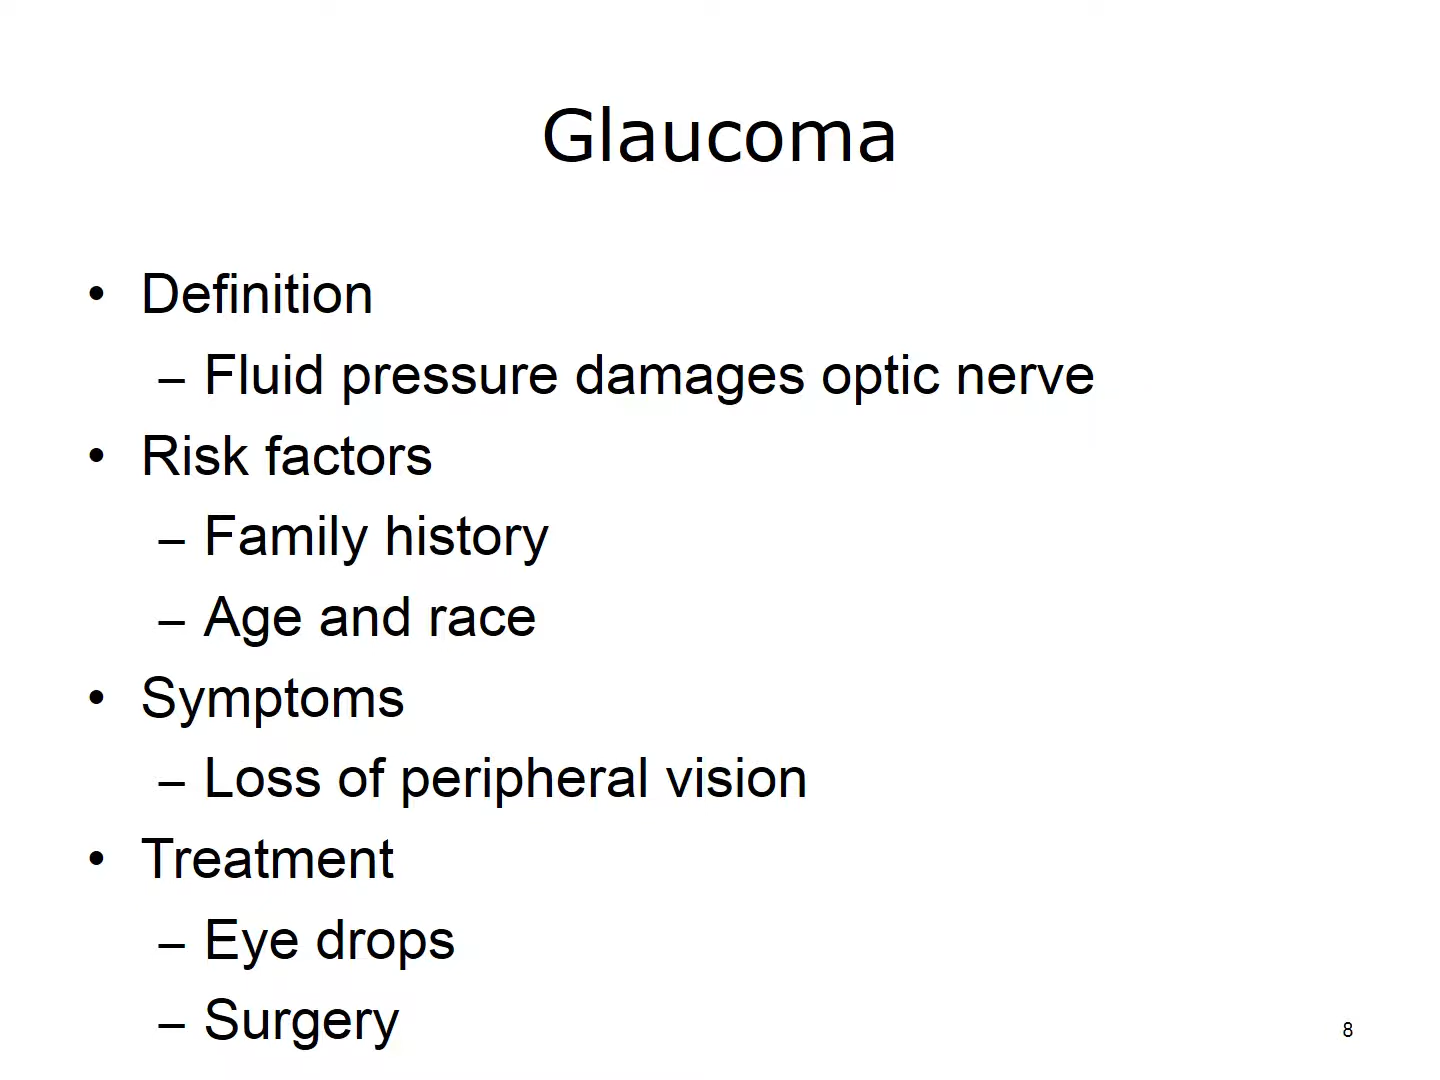 Glaucoma
• Definition
– Fluid pressure damages optic nerve
• Risk factors
– Family history
– Age and race
• Symptoms
– Loss of peripheral vision
• Treatment
– Eye drops
– Surgery
8